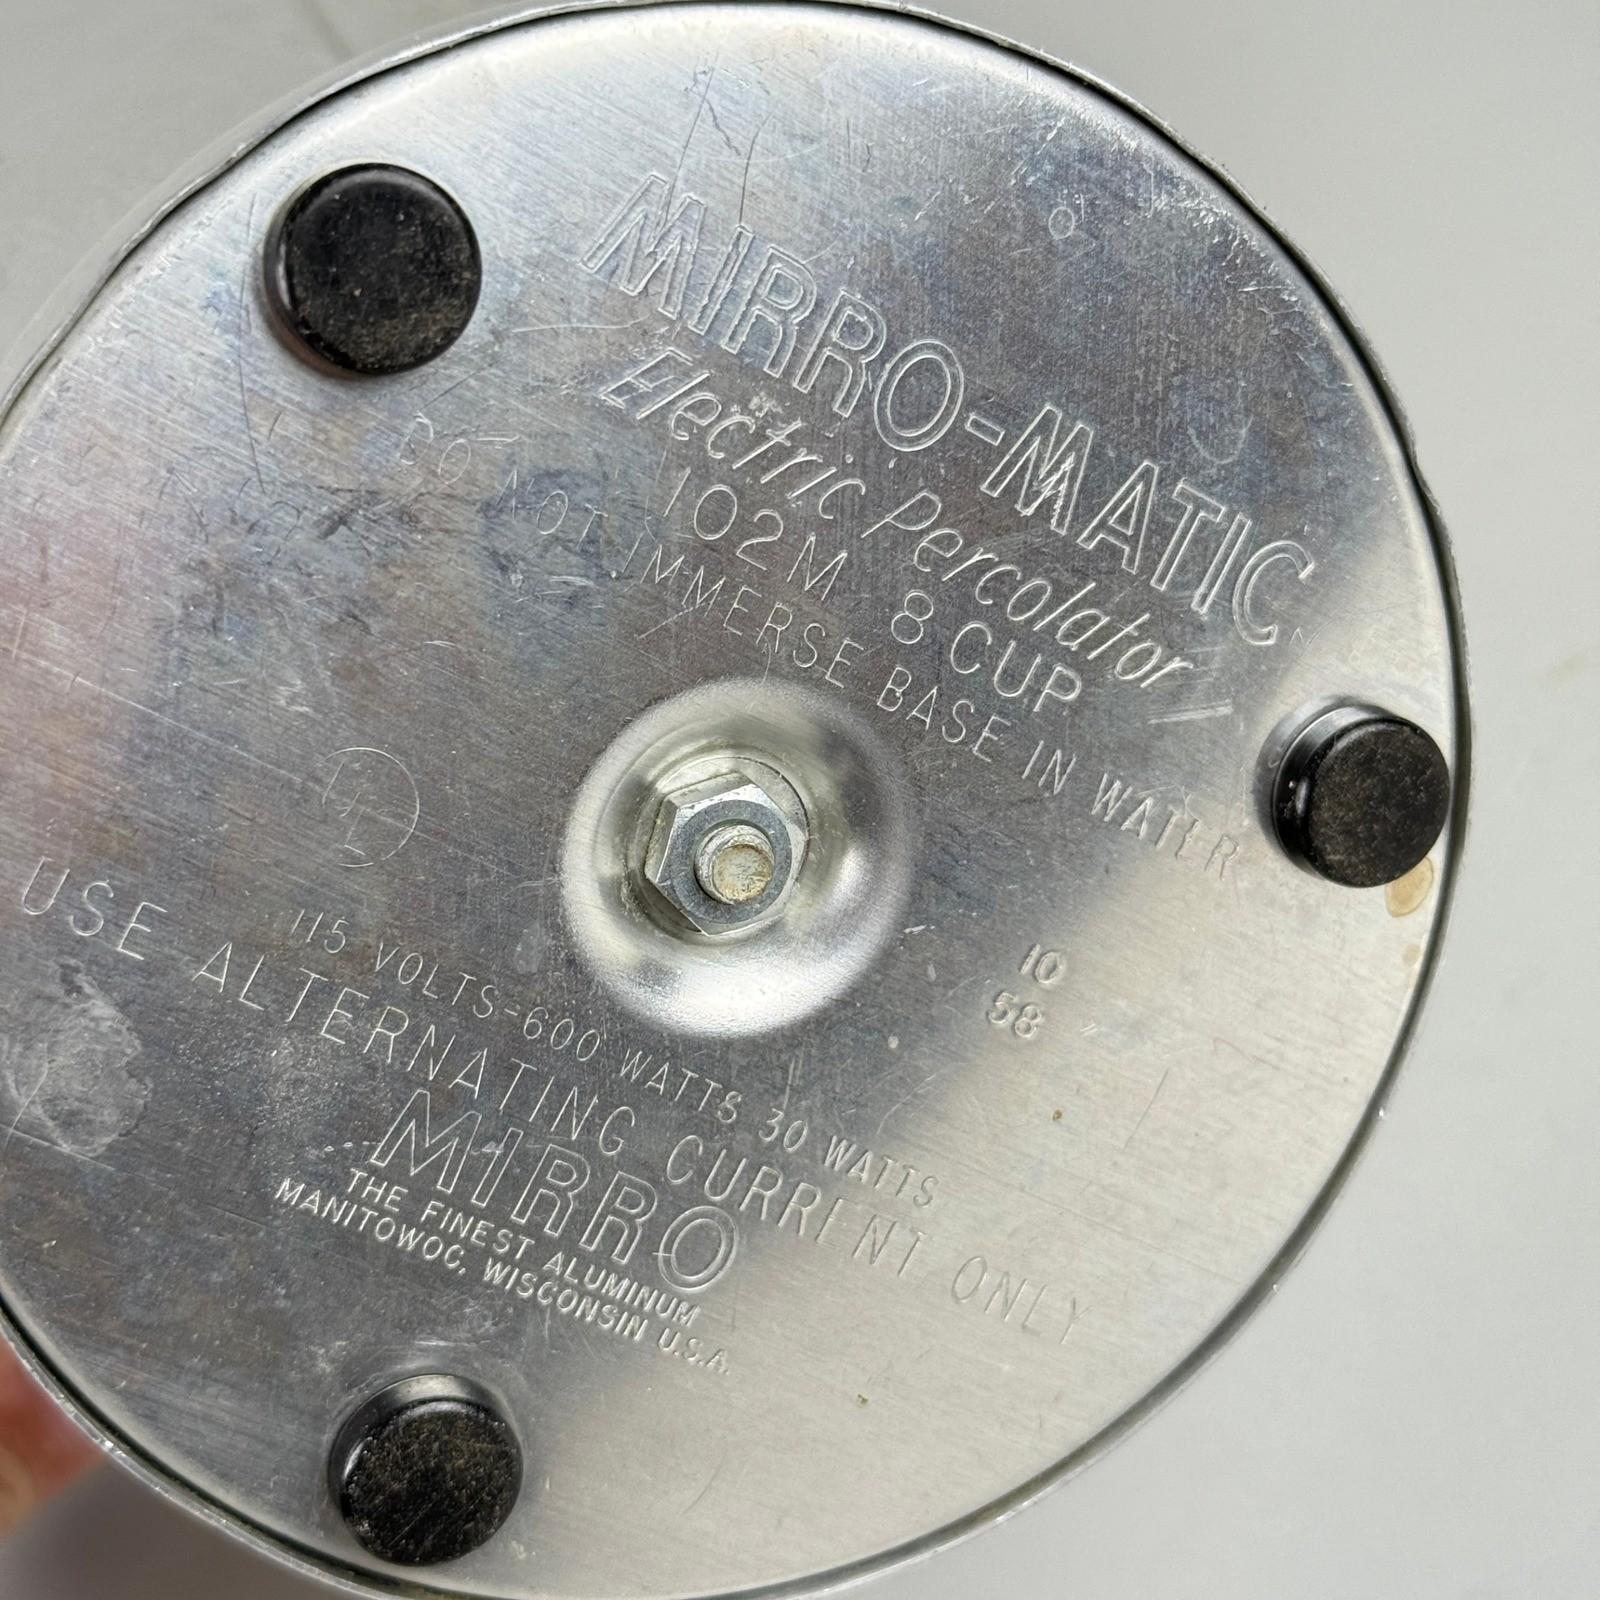 MIRRO-MATIC
Electric Percolator
102M 8 CUP
DO NOT IMMERSE BASE IN WATER
UL
115 VOLTS-600 WATTS 30 WATTS
USE ALTERNATING CURRENT ONLY
10
58
MIRRO
THE FINEST ALUMINUM
MANITOWOC, WISCONSIN U.S.A.